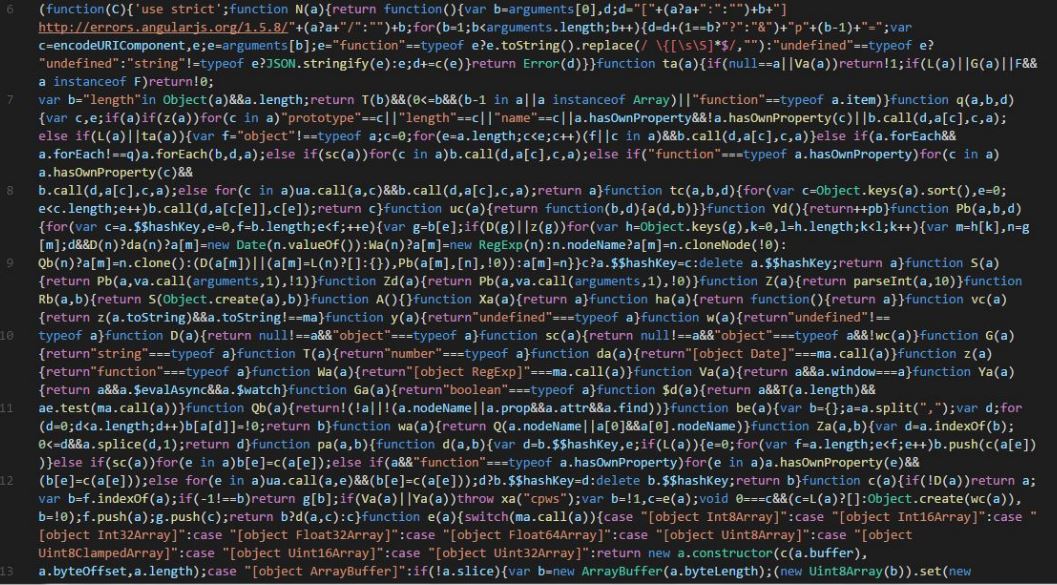 6 (function(C){'use strict';function N(a){return function(){var b=arguments[0],d;d="["+(a?a+":":"")+b+"]
http://errors.angularjs.org/1.5.8/"+(a?a+"/":"")+b;for(b=1;b<arguments.length;b++){d=d+(1==b?"?":"&")+"p"+(b-1)+"=";var
c=encodeURIComponent,e;e=arguments[b];e="function"==typeof e?e.toString().replace(/ \{[\s\S]*$/,""):"undefined"==typeof e?
"undefined":"string"!=typeof e?JSON.stringify(e):e;d+=c(e)}return Error(d)}}function ta(a){if(null==a||Va(a))return!1;if(L(a)||G(a)||F&&
a instanceof F)return!0;
7 var b="length"in Object(a)&&a.length;return T(b)&&(0<=b&&(b-1 in a||a instanceof Array)||"function"==typeof a.item)}function q(a,b,d)
{var c,e;if(a)if(z(a))for(c in a)"prototype"==c||"length"==c||"name"==c||a.hasOwnProperty&&!a.hasOwnProperty(c)||b.call(d,a[c],c,a);
else if(L(a)||ta(a)){var f="object"!==typeof a;c=0;for(e=a.length;c<e;c++)(f||c in a)&&b.call(d,a[c],c,a)}else if(a.forEach&&
a.forEach!==q)a.forEach(b,d,a);else if(sc(a))for(c in a)b.call(d,a[c],c,a);else if("function"===typeof a.hasOwnProperty)for(c in a)
a.hasOwnProperty(c)&&
8 b.call(d,a[c],c,a);else for(c in a)ua.call(a,c)&&b.call(d,a[c],c,a);return a}function tc(a,b,d){for(var c=Object.keys(a).sort(),e=0;
e<c.length;e++)b.call(d,a[c[e]],c[e]);return c}function uc(a){return function(b,d){a(d,b)}}function Yd(){return++pb}function Pb(a,b,d)
{for(var c=a.$$hashKey,e=0,f=b.length;e<f;++e){var g=b[e];if(D(g)||z(g))for(var h=Object.keys(g),k=0,l=h.length;k<l;k++){var m=h[k],n=g
[m];d&&D(n)?da(n)?a[m]=new Date(n.valueOf()):Wa(n)?a[m]=new RegExp(n):n.nodeName?a[m]=n.cloneNode(!0):
9 Qb(n)?a[m]=n.clone():(D(a[m])||(a[m]=L(n)?[]:{}),Pb(a[m],[n],!0)):a[m]=n}}c?a.$$hashKey=c:delete a.$$hashKey;return a}function S(a)
{return Pb(a,va.call(arguments,1),!1)}function Zd(a){return Pb(a,va.call(arguments,1),!0)}function Z(a){return parseInt(a,10)}function
Rb(a,b){return S(Object.create(a),b)}function A(){}function Xa(a){return a}function ha(a){return function(){return a}}function vc(a)
{return z(a.toString)&&a.toString!==ma}function y(a){return"undefined"===typeof a}function w(a){return"undefined"!==
10 typeof a}function D(a){return null!==a&&"object"===typeof a}function sc(a){return null!==a&&"object"===typeof a&&!wc(a)}function G(a)
{return"string"===typeof a}function T(a){return"number"===typeof a}function da(a){return"[object Date]"===ma.call(a)}function z(a)
{return"function"===typeof a}function Wa(a){return"[object RegExp]"===ma.call(a)}function Va(a){return a&&a.window===a}function Ya(a)
{return a&&a.$evalAsync&&a.$watch}function Ga(a){return"boolean"===typeof a}function $d(a){return a&&T(a.length)&&
11 ae.test(ma.call(a))}function Qb(a){return!(!a||!(a.nodeName||a.prop&&a.attr&&a.find))}function be(a){var b={};a=a.split(",");var d;for
(d=0;d<a.length;d++)b[a[d]]=!0;return b}function wa(a){return Q(a.nodeName||a[0]&&a[0].nodeName)}function Za(a,b){var d=a.indexOf(b);
0<=d&&a.splice(d,1);return d}function pa(a,b){function d(a,b){var d=b.$$hashKey,e;if(L(a)){e=0;for(var f=a.length;e<f;e++)b.push(c(a[e])
)}else if(sc(a))for(e in a)b[e]=c(a[e]);else if(a&&"function"===typeof a.hasOwnProperty)for(e in a)a.hasOwnProperty(e)&&
12 (b[e]=c(a[e]));else for(e in a)ua.call(a,e)&&(b[e]=c(a[e]));d?b.$$hashKey=d:delete b.$$hashKey;return b}function c(a){if(!D(a))return a;
var b=f.indexOf(a);if(-1!==b)return g[b];if(Va(a)||Ya(a))throw xa("cpws");var b=!1,c=e(a);void 0===c&&(c=L(a)?[]:Object.create(wc(a)),
b=!0);f.push(a);g.push(c);return b?d(a,c):c}function e(a){switch(ma.call(a)){case "[object Int8Array]":case "[object Int16Array]":case "
[object Int32Array]":case "[object Float32Array]":case "[object Float64Array]":case "[object Uint8Array]":case "[object
Uint8ClampedArray]":case "[object Uint16Array]":case "[object Uint32Array]":return new a.constructor(c(a.buffer),
13 a.byteOffset,a.length);case "[object ArrayBuffer]":if(!a.slice){var b=new ArrayBuffer(a.byteLength);(new Uint8Array(b)).set(new